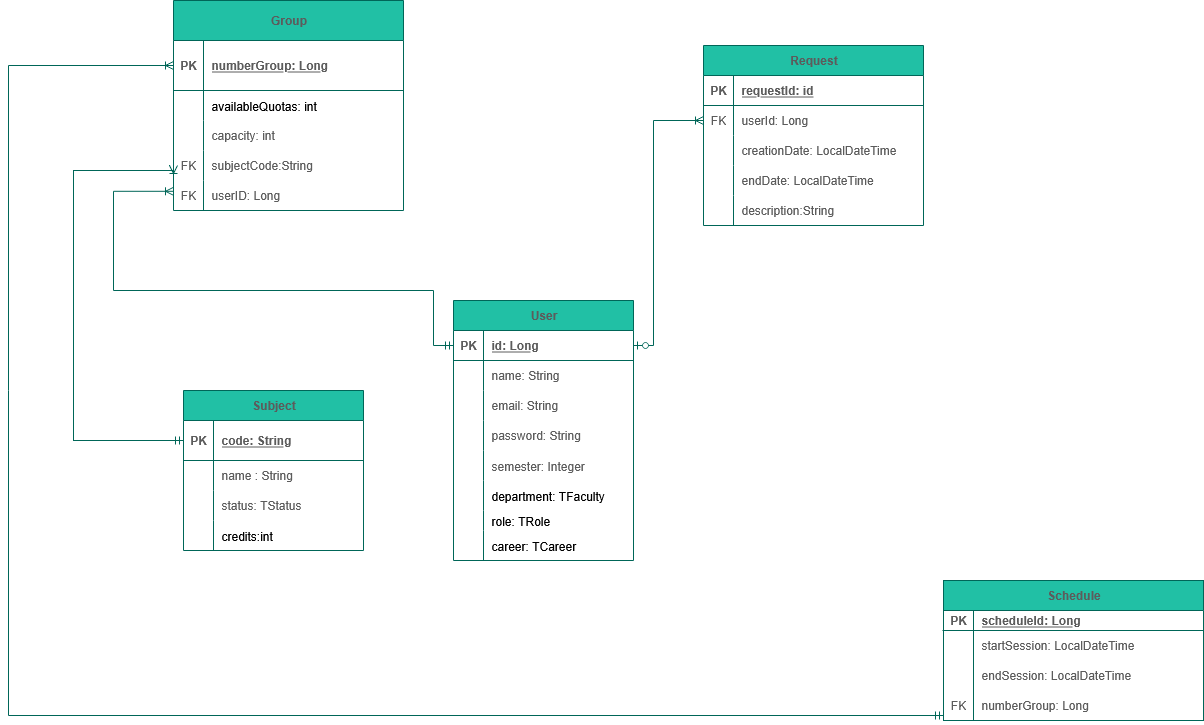 Group
PK numberGroup: Long
availableQuotas: int
capacity: int
FK subjectCode:String
FK userID: Long
Request
PK requestId: id
FK userId: Long
creationDate: LocalDateTime
endDate: LocalDateTime
description:String
User
PK id: Long
name: String
email: String
password: String
semester: Integer
department: TFaculty
role: TRole
career: TCareer
Subject
PK code: String
name : String
status: TStatus
credits:int
Schedule
PK scheduleId: Long
startSession: LocalDateTime
endSession: LocalDateTime
FK numberGroup: Long